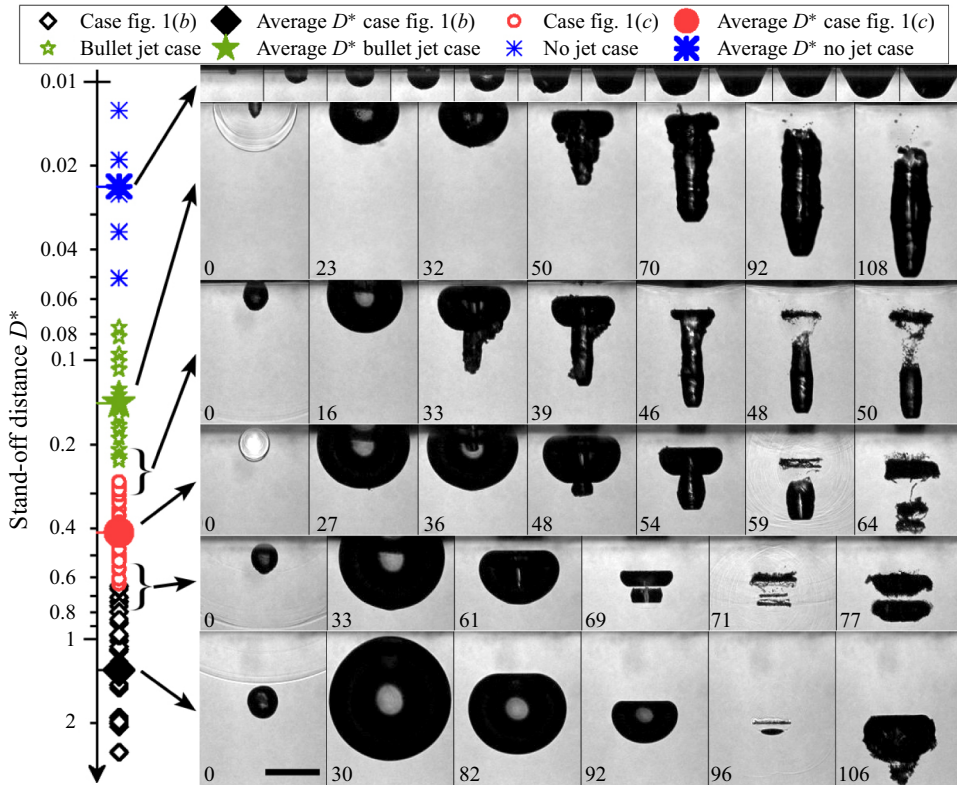 Case fig. 1(b) Average D* case fig. 1(b) Case fig. 1(c) Average D* case fig. 1(c)
Bullet jet case Average D* bullet jet case No jet case Average D* no jet case
Stand-off distance D*
0.01
0.02
0.04
0.06
0.08
0.1
0.2
0.4
0.6
0.8
1
2
0 23 32 50 70 92 108
0 16 33 39 46 48 50
0 27 36 48 54 59 64
0 33 61 69 71 77
0 30 82 92 96 106